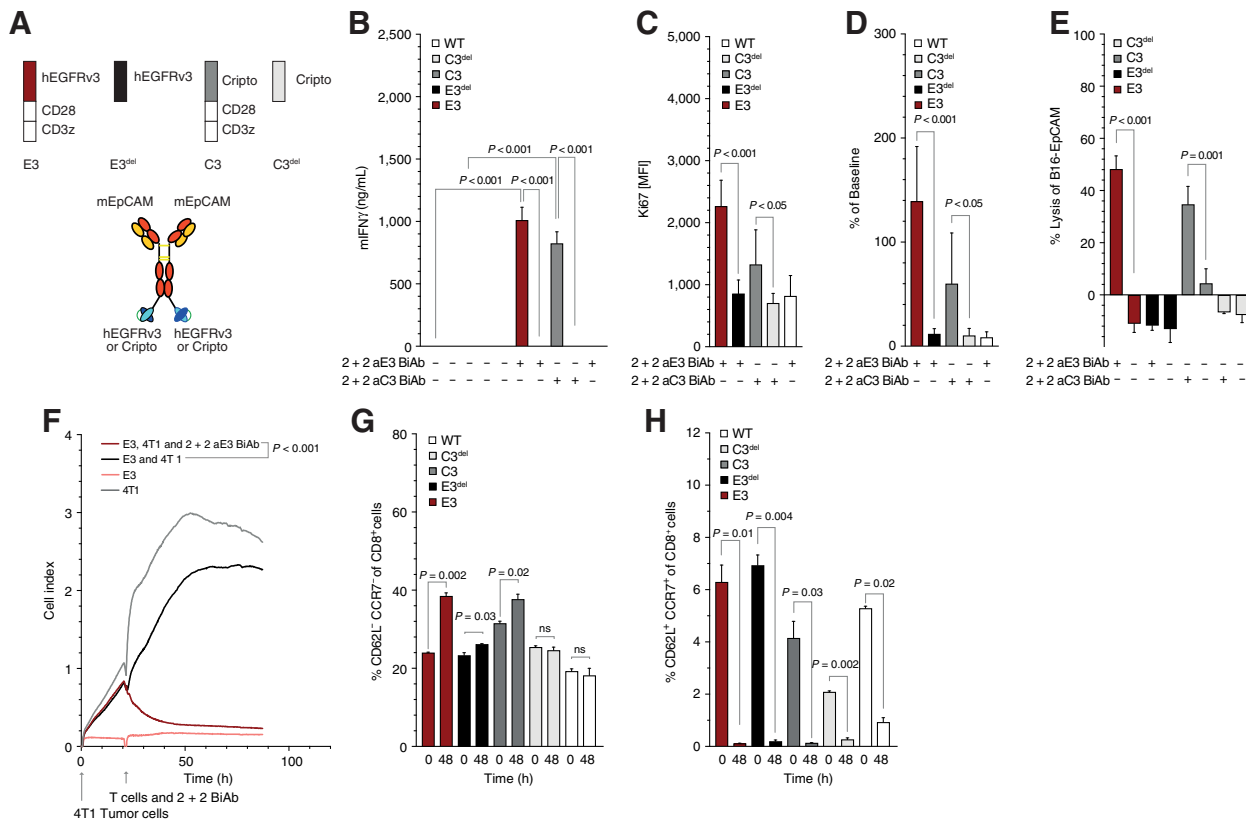 A
hEGFRv3
hEGFRv3
Cripto
Cripto
CD28
CD28
CD3z
CD3z
E3
E3del
C3
C3del
mEpCAM
mEpCAM
hEGFRv3
or Cripto
hEGFRv3
or Cripto
B
2,500
2,000
1,500
1,000
500
0
mIFNγ (ng/mL)
WT
C3del
C3
E3del
E3
P < 0.001
P < 0.001
P < 0.001
P < 0.001
2 + 2 aE3 BiAb – – – – + – – – +
2 + 2 aC3 BiAb – – – – – – + + –
C
5,000
4,000
3,000
2,000
1,000
0
Ki67 [MFI]
WT
C3del
C3
E3del
E3
P < 0.001
P < 0.05
2 + 2 aE3 BiAb + + – – +
2 + 2 aC3 BiAb – – + + –
D
300
200
100
0
% of Baseline
WT
C3del
C3
E3del
E3
P < 0.001
P < 0.05
2 + 2 aE3 BiAb + + – – +
2 + 2 aC3 BiAb – – + + –
E
100
80
60
40
20
0
% Lysis of B16-EpCAM
C3del
C3
E3del
E3
P < 0.001
P = 0.001
2 + 2 aE3 BiAb + – + – – – – –
2 + 2 aC3 BiAb – – – – + – + –
F
4
3
2
1
0
Cell index
E3, 4T1 and 2 + 2 aE3 BiAb
E3 and 4T 1
E3
4T1
P < 0.001
0 50 100
Time (h)
T cells and 2 + 2 BiAb
4T1 Tumor cells
G
80
60
40
20
0
% CD62L- CCR7- of CD8+cells
WT
C3del
C3
E3del
E3
P = 0.002
P = 0.03
P = 0.02
ns
ns
0 48 0 48 0 48 0 48 0 48
Time (h)
H
12
10
8
6
4
2
0
% CD62L+ CCR7+ of CD8+cells
WT
C3del
C3
E3del
E3
P = 0.01
P = 0.004
P = 0.03
P = 0.002
P = 0.02
0 48 0 48 0 48 0 48 0 48
Time (h)